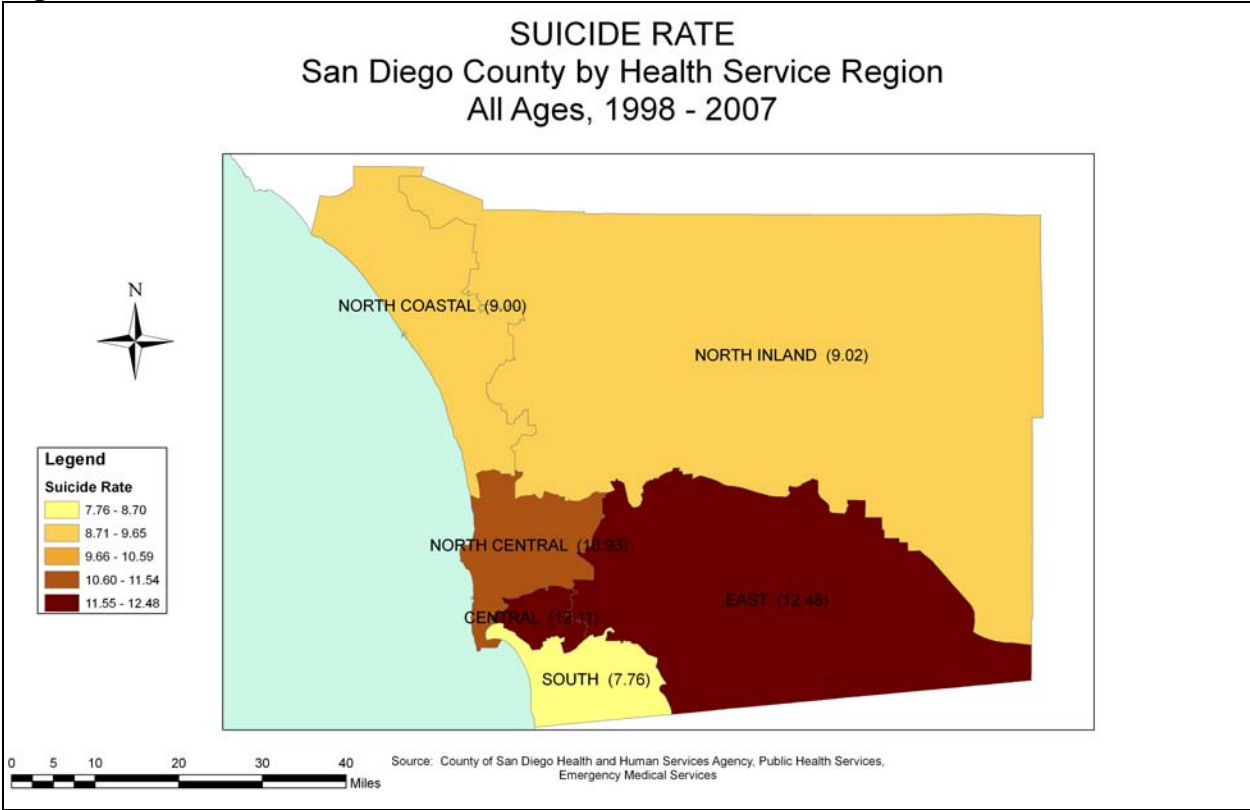 SUICIDE RATE
San Diego County by Health Service Region
All Ages, 1998 - 2007
N
NORTH COASTAL (9.00)
NORTH INLAND (9.02)
Legend
Suicide Rate
7.76 - 8.70
8.71 - 9.65
9.66 - 10.59
10.60 - 11.54
11.55 - 12.48
NORTH CENTRAL (10.93)
EAST (12.48)
CENTRAL (12.11)
SOUTH (7.76)
0 5 10 20 30 40
Miles
Source: County of San Diego Health and Human Services Agency, Public Health Services,
Emergency Medical Services